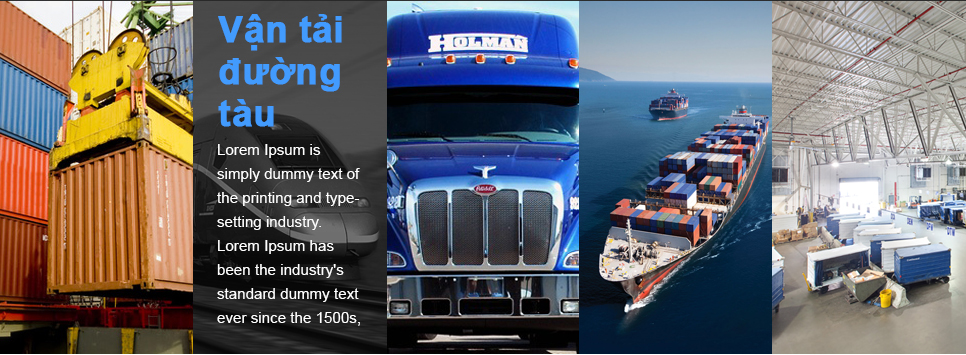 Vận tải
đường
tàu
Lorem Ipsum is
simply dummy text of
the printing and type-
setting industry.
Lorem Ipsum has
been the industry's
standard dummy text
ever since the 1500s,
HOLMAN